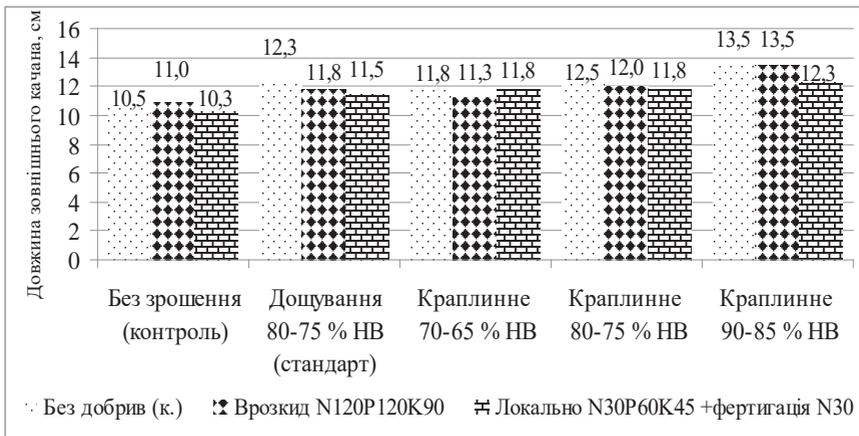 Довжина зовнішнього качана, см
16
14
12
10
8
6
4
2
0
10,5
11,0
10,3
12,3
11,8
11,5
11,8
11,3
11,8
12,5
12,0
11,8
13,5
13,5
12,3
Без зрошення
(контроль)
Дощування
80-75 % НВ
(стандарт)
Краплинне
70-65 % НВ
Краплинне
80-75 % НВ
Краплинне
90-85 % НВ
Без добрив (к.)
Врозкид N120P120K90
Локально N30P60K45 +фертигація N30